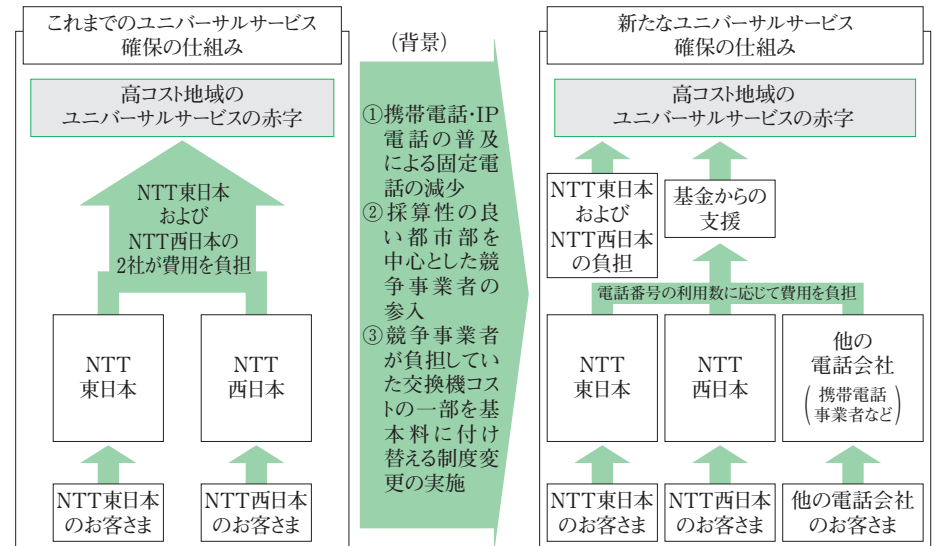 これまでのユニバーサルサービス
確保の仕組み
高コスト地域の
ユニバーサルサービスの赤字
NTT東日本
および
NTT西日本の
2社が費用を負担
NTT
東日本
NTT
西日本
NTT東日本
のお客さま
NTT西日本
のお客さま
(背景)
①携帯電話・IP
電話の普及
による固定電
話の減少
②採算性の良
い都市部を
中心とした競
争事業者の
参入
③競争事業者
が負担してい
た交換機コス
トの一部を基
本料に付け
替える制度変
更の実施
新たなユニバーサルサービス
確保の仕組み
高コスト地域の
ユニバーサルサービスの赤字
NTT東日本
および
NTT西日本
の負担
基金からの
支援
電話番号の利用数に応じて費用を負担
NTT
東日本
NTT
西日本
他の
電話会社
(携帯電話
事業者など)
NTT東日本
のお客さま
NTT西日本
のお客さま
他の電話会社
のお客さま